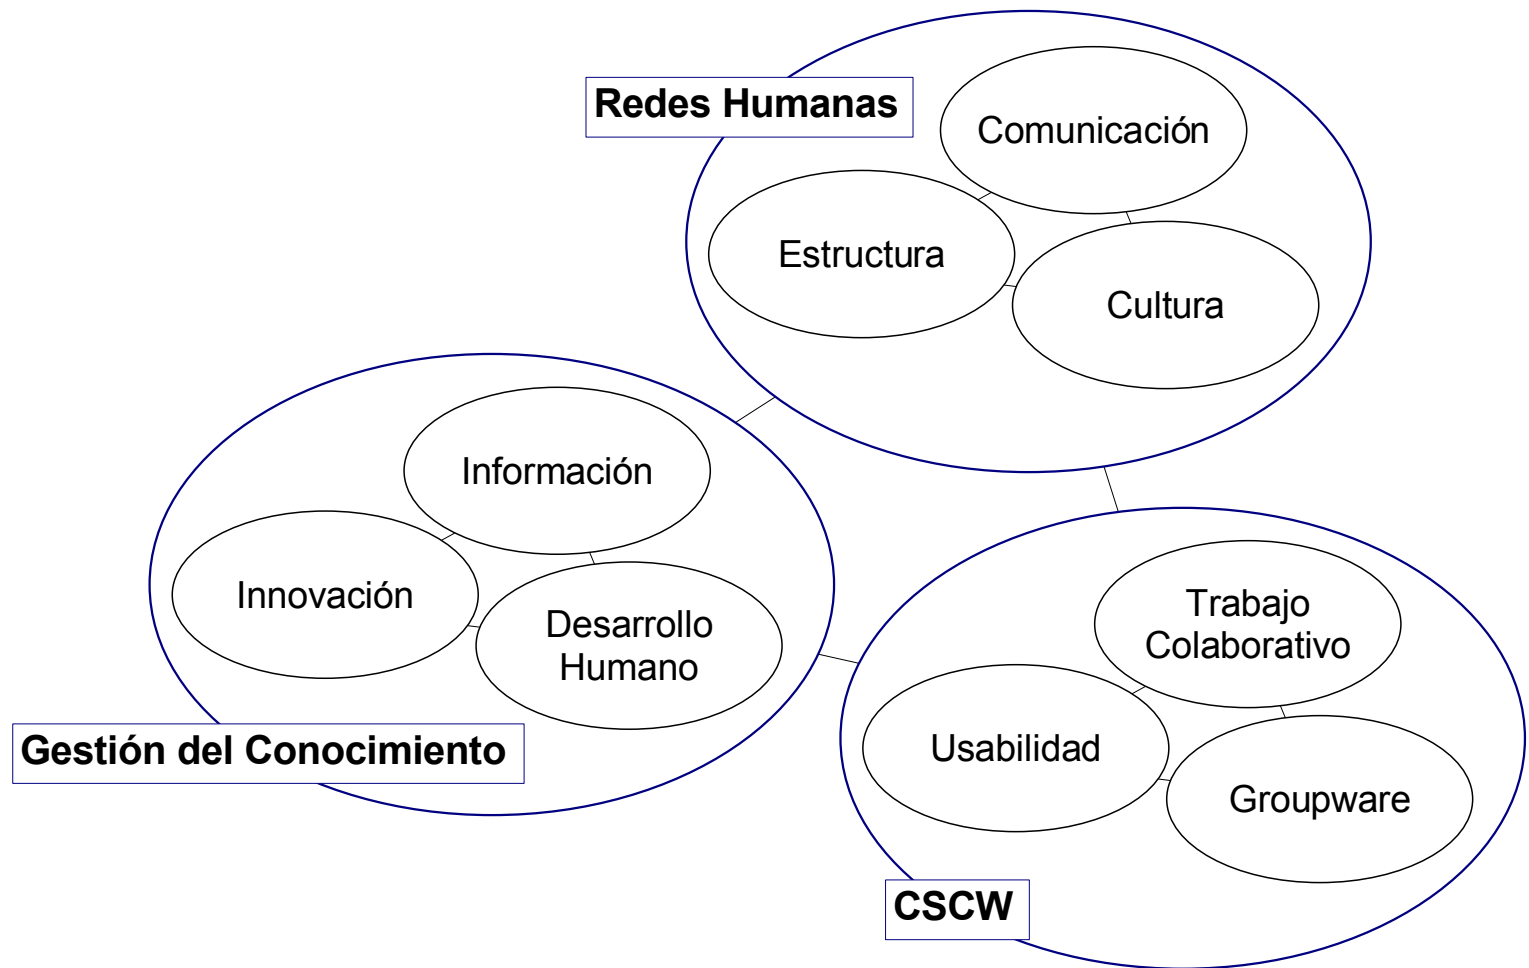 Redes Humanas
Comunicación
Estructura
Cultura
Información
Innovación
Desarrollo
Humano
Gestión del Conocimiento
Trabajo
Colaborativo
Usabilidad
Groupware
CSCW